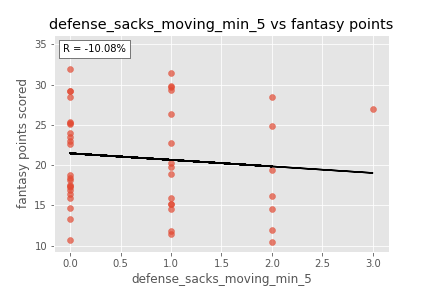 defense_sacks_moving_min_5 vs fantasy points
R = -10.08%
fantasy points scored
35
30
25
20
15
10
0.0 0.5 1.0 1.5 2.0 2.5 3.0
defense_sacks_moving_min_5